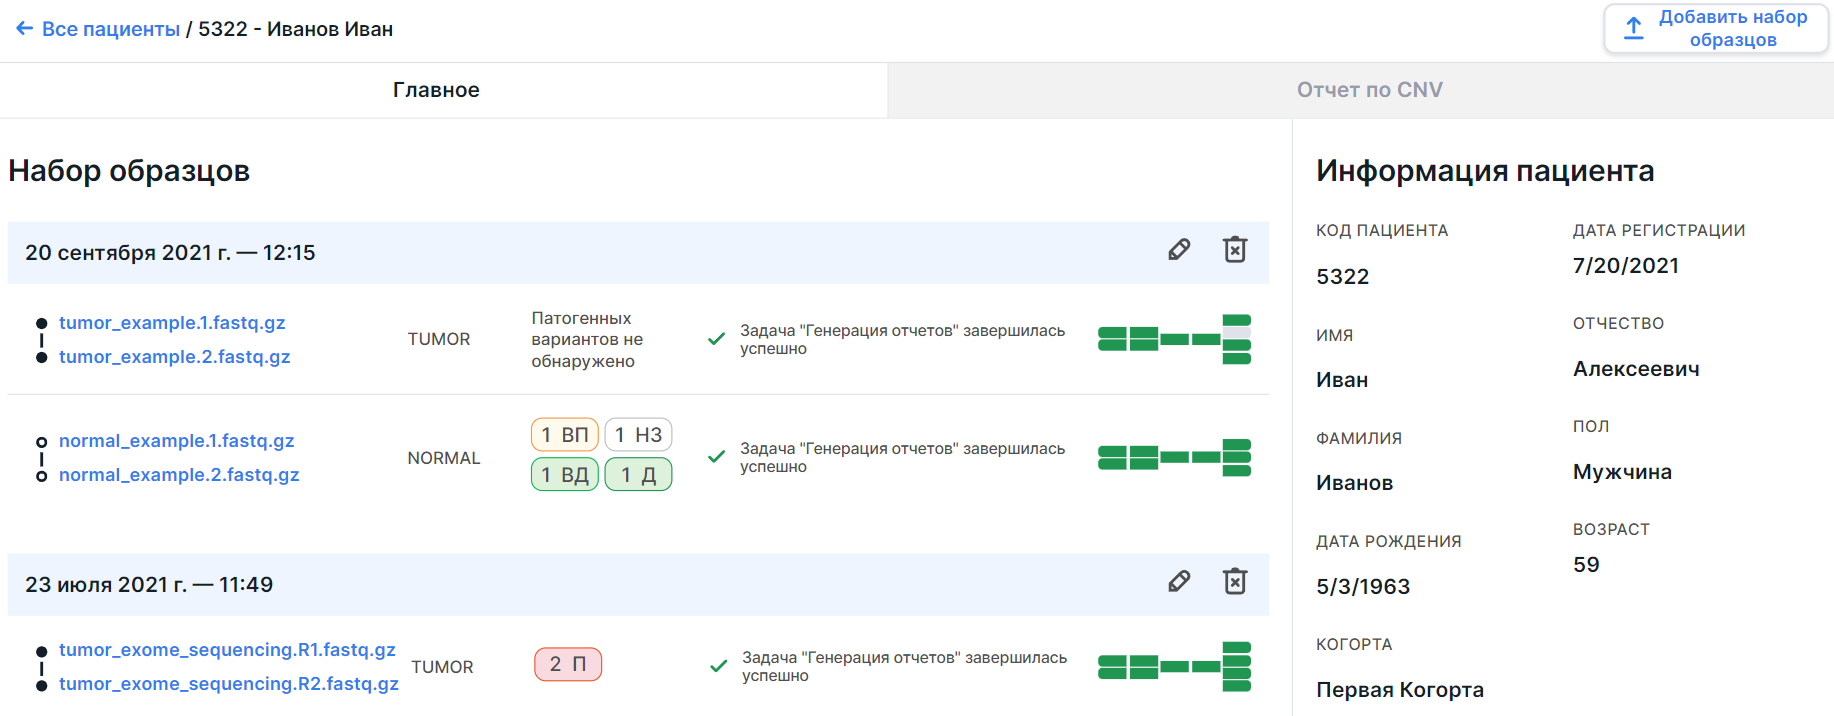 Все пациенты / 5322 - Иванов Иван
Добавить набор
образцов
Главное
Отчет по CNV
Набор образцов
20 сентября 2021 г. — 12:15
tumor_example.1.fastq.gz
tumor_example.2.fastq.gz
TUMOR
Патогенных
вариантов не
обнаружено
Задача "Генерация отчетов" завершилась
успешно
normal_example.1.fastq.gz
normal_example.2.fastq.gz
NORMAL
1 ВП
1 НЗ
1 ВД
1 Д
Задача "Генерация отчетов" завершилась
успешно
23 июля 2021 г. — 11:49
tumor_exome_sequencing.R1.fastq.gz
tumor_exome_sequencing.R2.fastq.gz
TUMOR
2 П
Задача "Генерация отчетов" завершилась
успешно
Информация пациента
КОД ПАЦИЕНТА
5322
ДАТА РЕГИСТРАЦИИ
7/20/2021
ИМЯ
Иван
ОТЧЕСТВО
Алексеевич
ФАМИЛИЯ
Иванов
ПОЛ
Мужчина
ДАТА РОЖДЕНИЯ
5/3/1963
ВОЗРАСТ
59
КОГОРТА
Первая Когорта